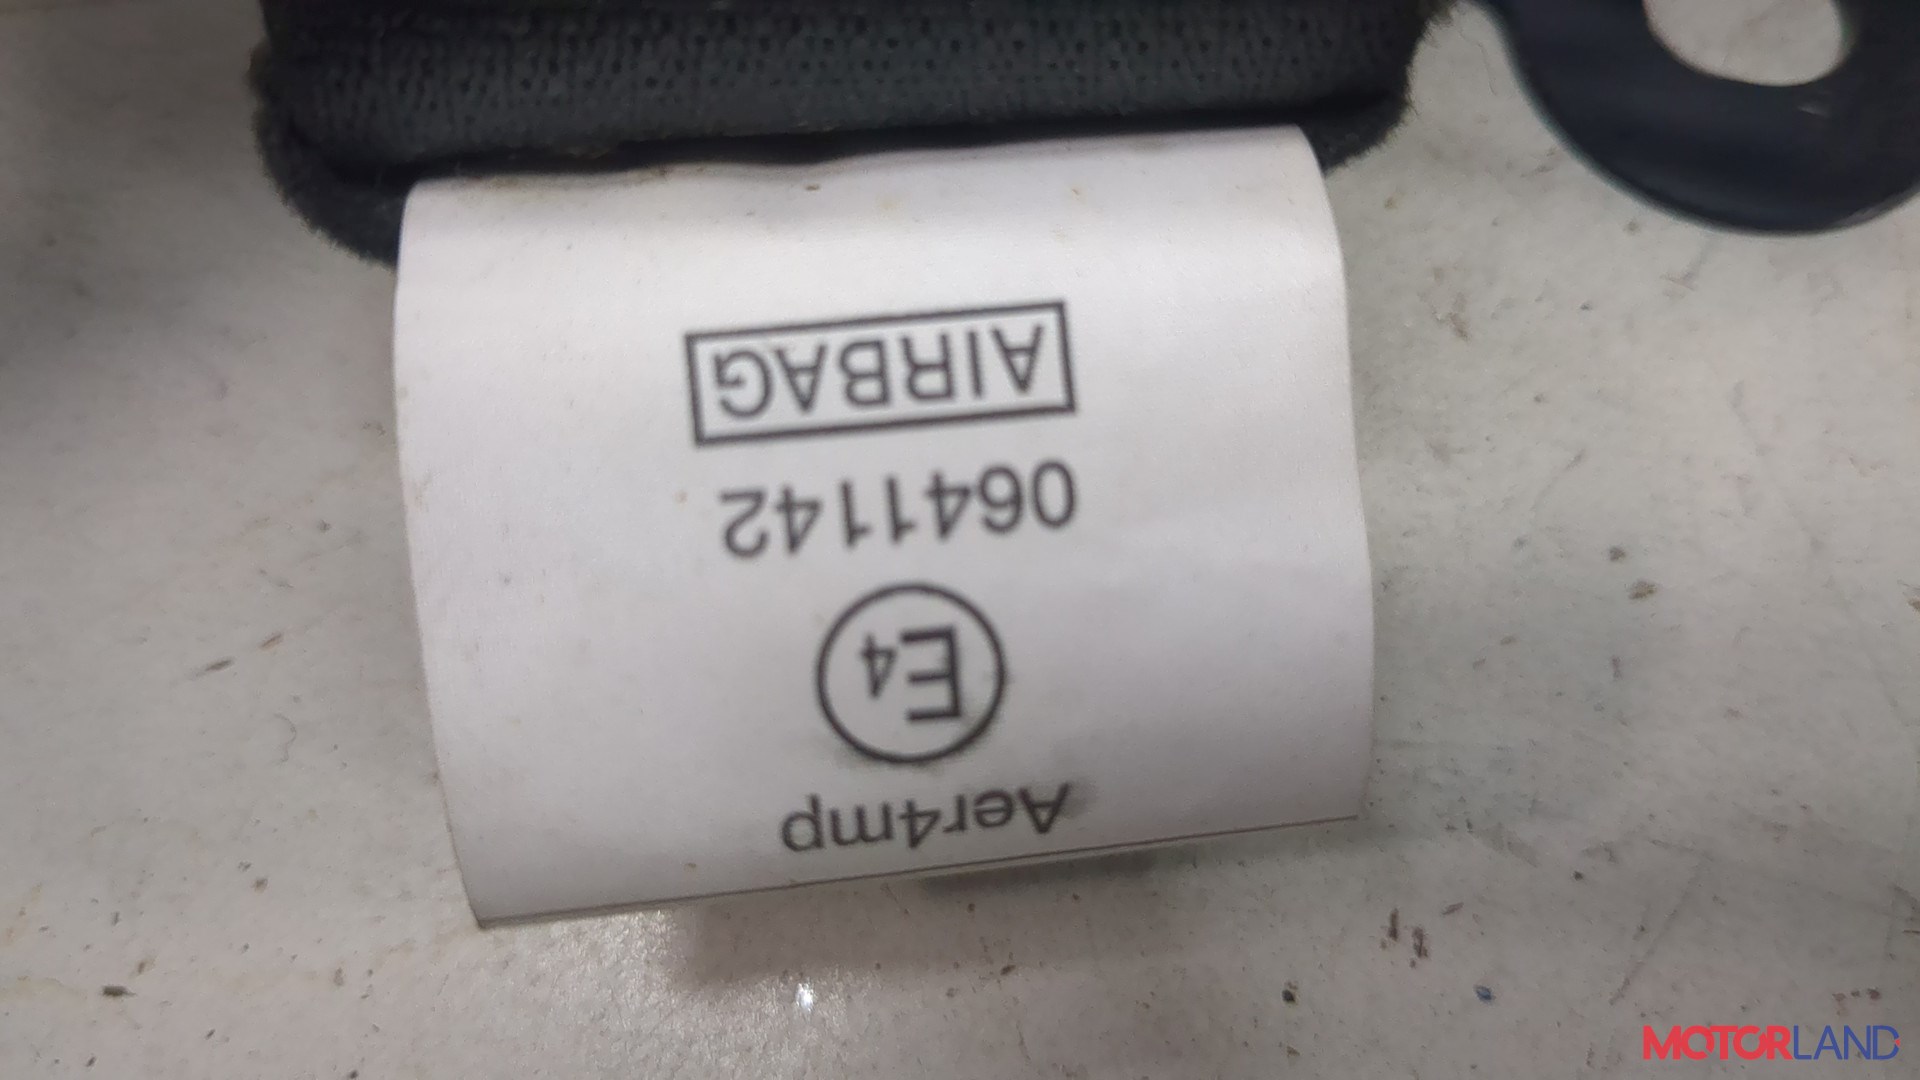 Aer4mp
E4
0641142
AIRBAG
MOTORLAND